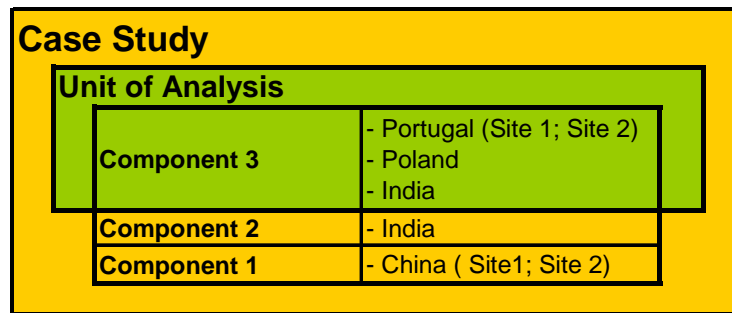 Case Study
Unit of Analysis
Component 3
- Portugal (Site 1; Site 2)
- Poland
- India
Component 2
- India
Component 1
- China ( Site1; Site 2)